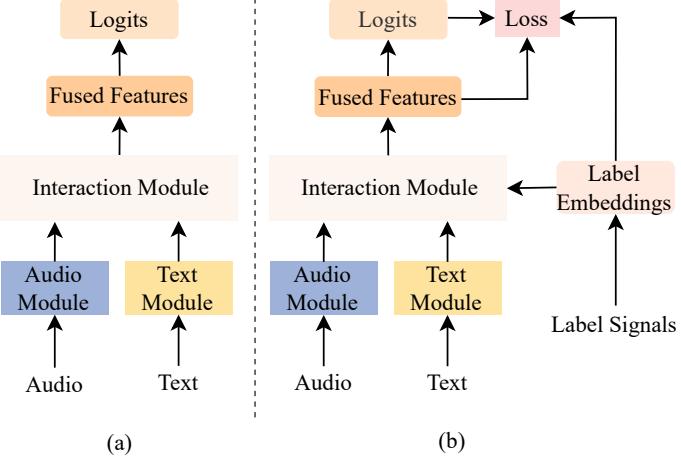 Logits
Fused Features
Interaction Module
Audio
Module
Text
Module
Audio
Text
(a)
Logits
Loss
Fused Features
Interaction Module
Label
Embeddings
Audio
Module
Text
Module
Label Signals
Audio
Text
(b)